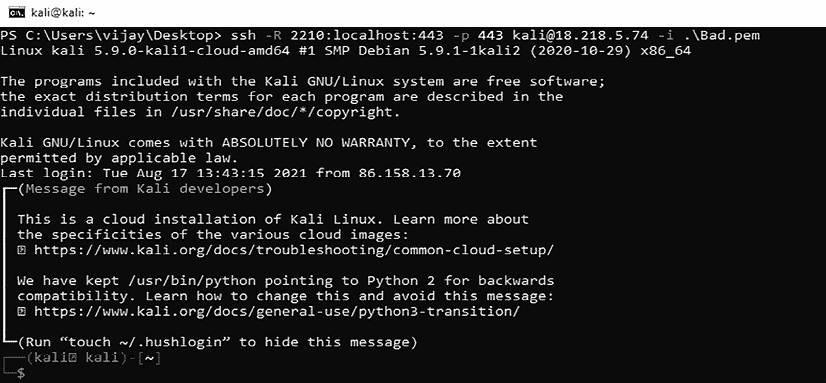 kali@kali: ~
PS C:\Users\vijay\Desktop> ssh -R 2210:localhost:443 -p 443 kali@18.218.5.74 -i .\Bad.pem
Linux kali 5.9.0-kali1-cloud-amd64 #1 SMP Debian 5.9.1-1kali2 (2020-10-29) x86_64
The programs included with the Kali GNU/Linux system are free software;
the exact distribution terms for each program are described in the
individual files in /usr/share/doc/*/copyright.
Kali GNU/Linux comes with ABSOLUTELY NO WARRANTY, to the extent
permitted by applicable law.
Last login: Tue Aug 17 13:43:15 2021 from 86.158.13.70
┌─(Message from Kali developers)
│ This is a cloud installation of Kali Linux. Learn more about
│ the specificities of the various cloud images:
│ ⍰ https://www.kali.org/docs/troubleshooting/common-cloud-setup/
│ We have kept /usr/bin/python pointing to Python 2 for backwards
│ compatibility. Learn how to change this and avoid this message:
│ ⍰ https://www.kali.org/docs/general-use/python3-transition/
└─(Run “touch ~/.hushlogin” to hide this message)
┌──(kali⍰ kali)-[~]
└─$